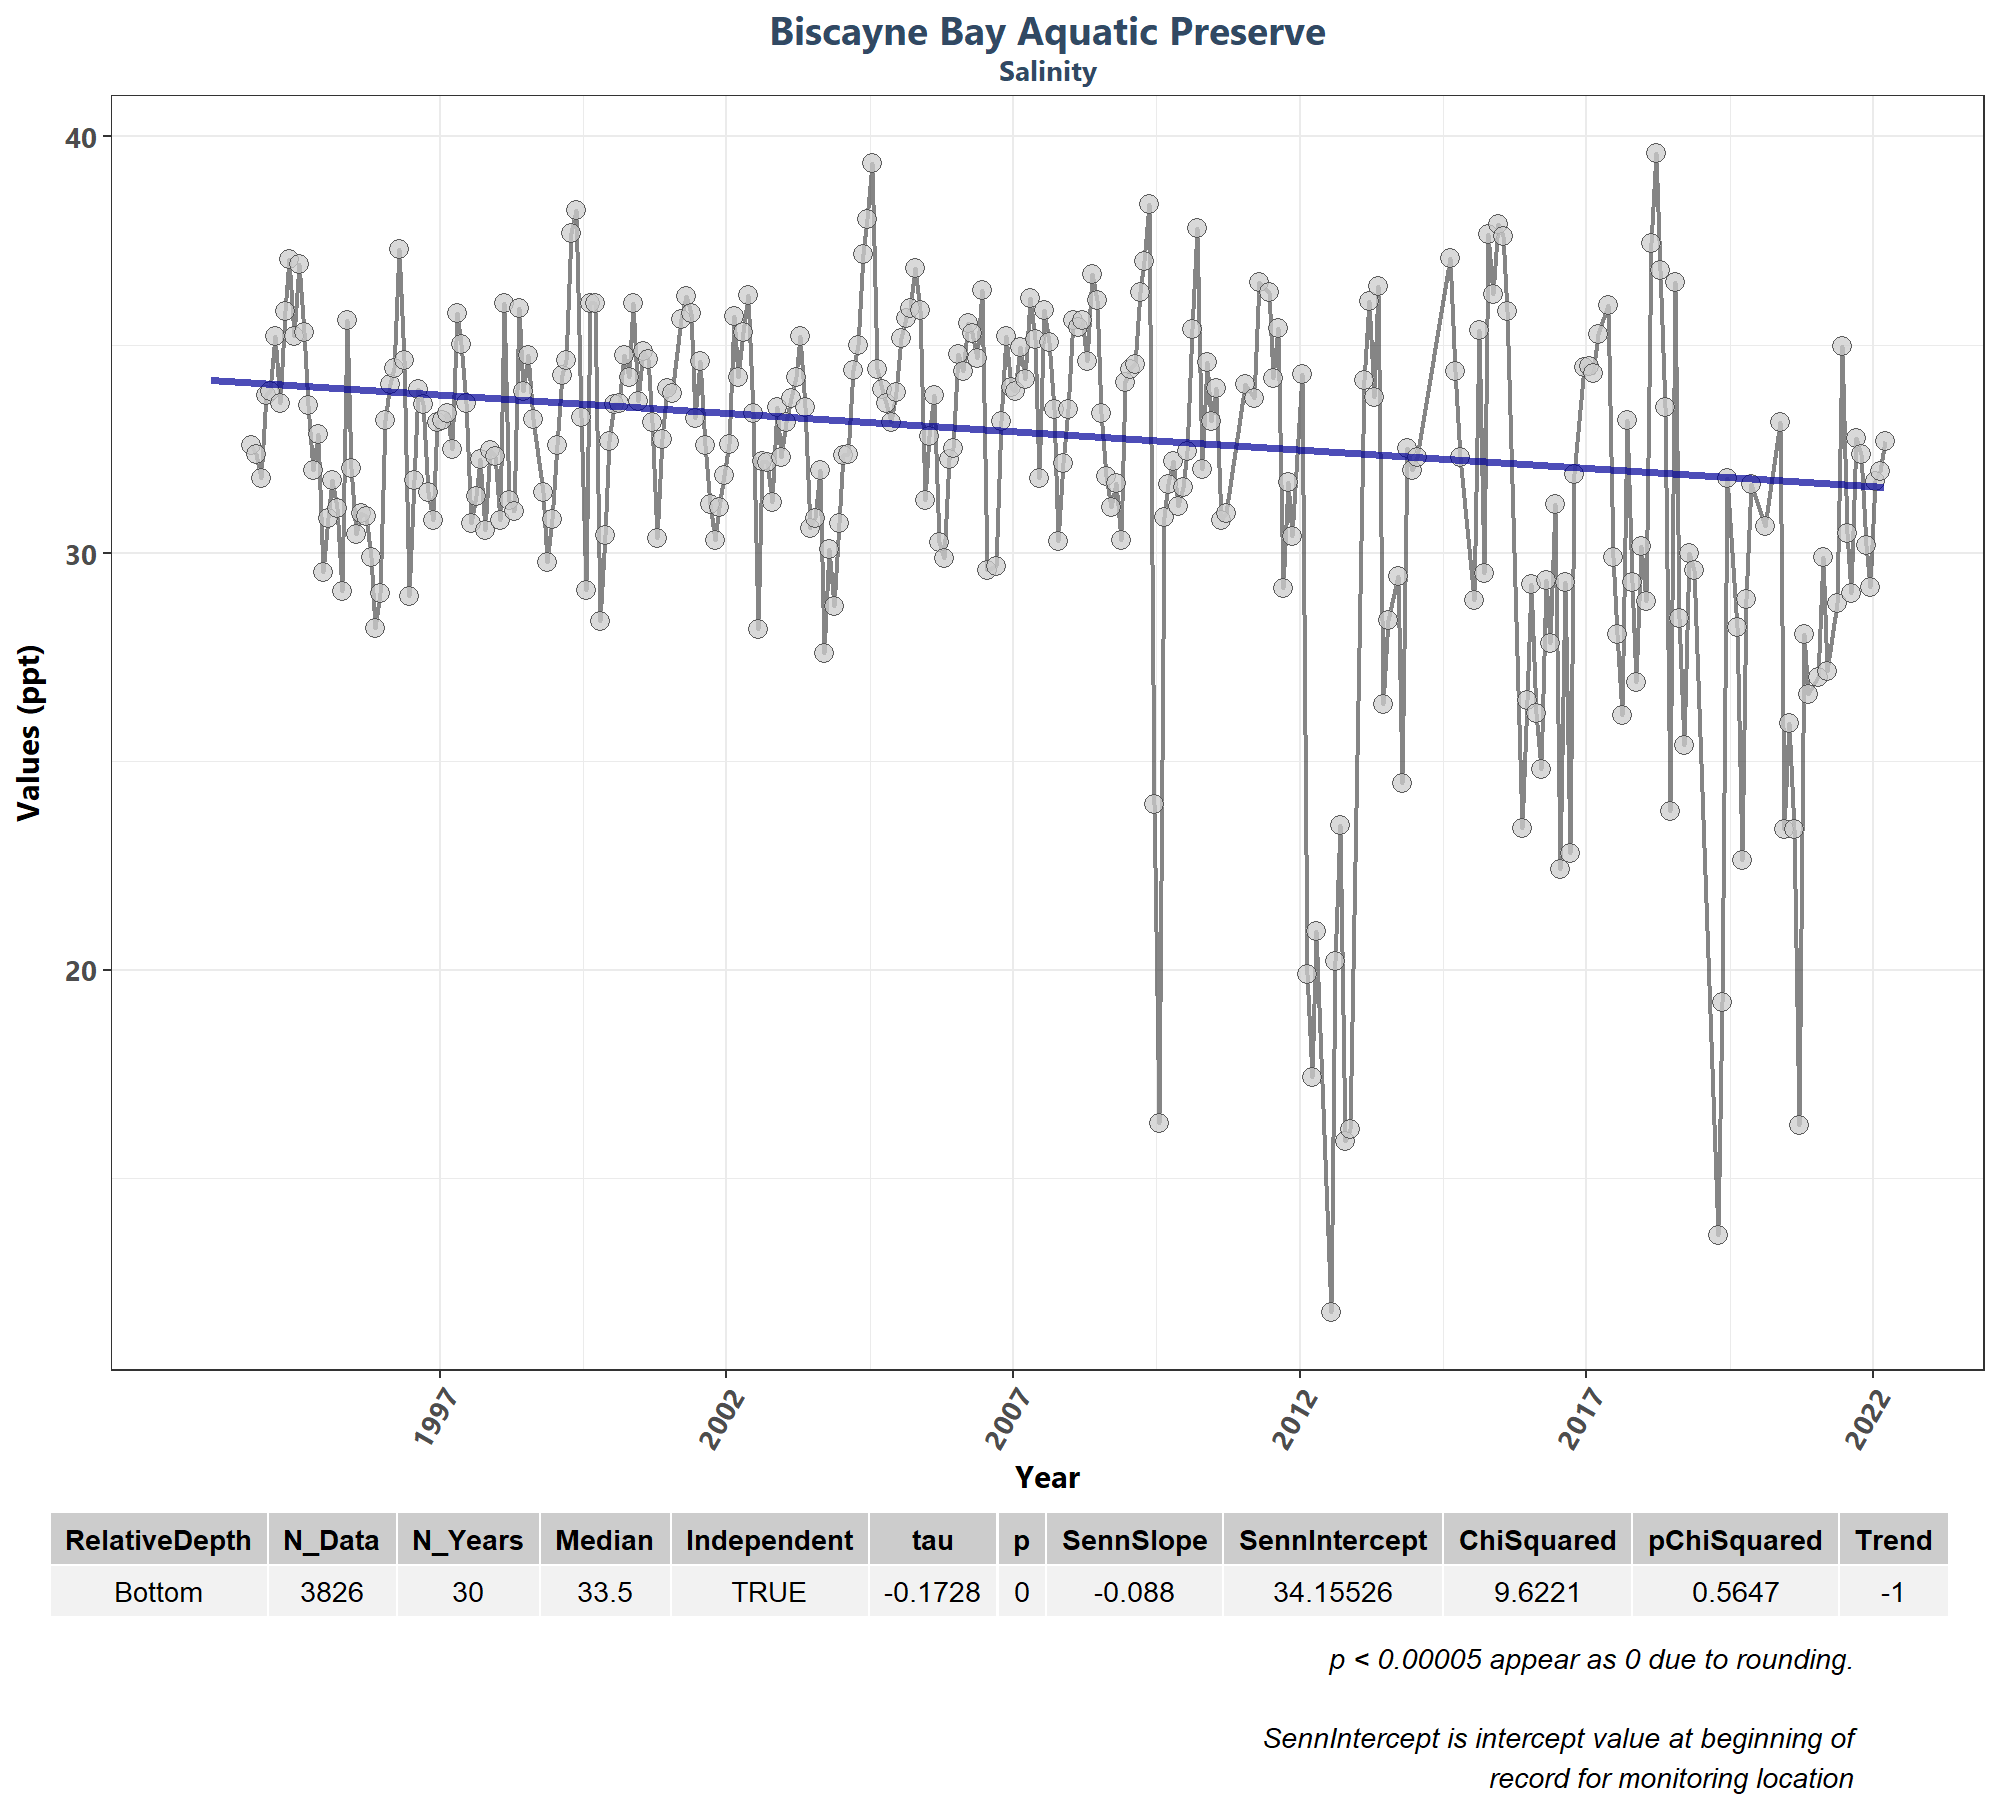 Biscayne Bay Aquatic Preserve
Salinity
40
30
20
Values (ppt)
1997 2002 2007 2012 2017 2022
Year
RelativeDepth N_Data N_Years Median Independent tau p SennSlope SennIntercept ChiSquared pChiSquared Trend
Bottom 3826 30 33.5 TRUE -0.1728 0 -0.088 34.15526 9.6221 0.5647 -1
p < 0.00005 appear as 0 due to rounding.
SennIntercept is intercept value at beginning of
record for monitoring location